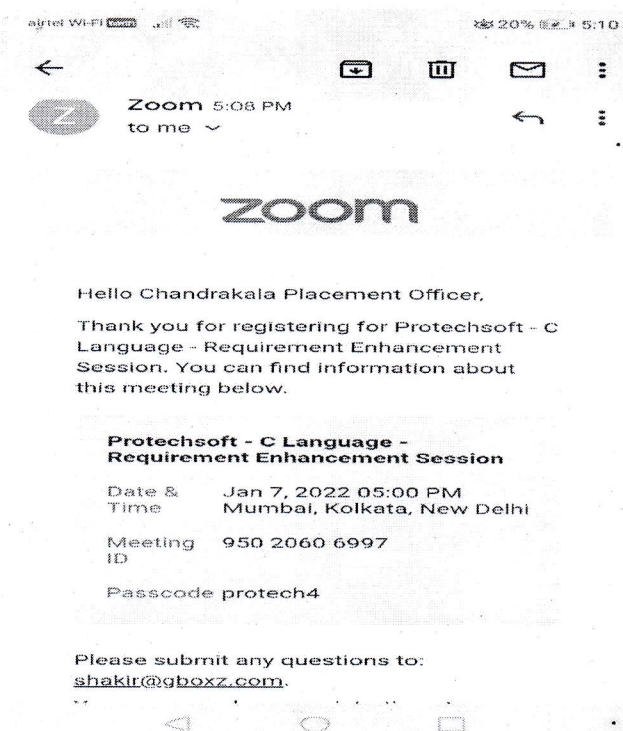 airtel Wi-Fi
20% 5:10
Z
Zoom 5:08 PM
to me
zoom
Hello Chandrakala Placement Officer,
Thank you for registering for Protechsoft - C
Language - Requirement Enhancement
Session. You can find information about
this meeting below.
Protechsoft - C Language -
Requirement Enhancement Session
Date & Jan 7, 2022 05:00 PM
Time Mumbai, Kolkata, New Delhi
Meeting 950 2060 6997
ID
Passcode protech4
Please submit any questions to:
shakir@gboxz.com.